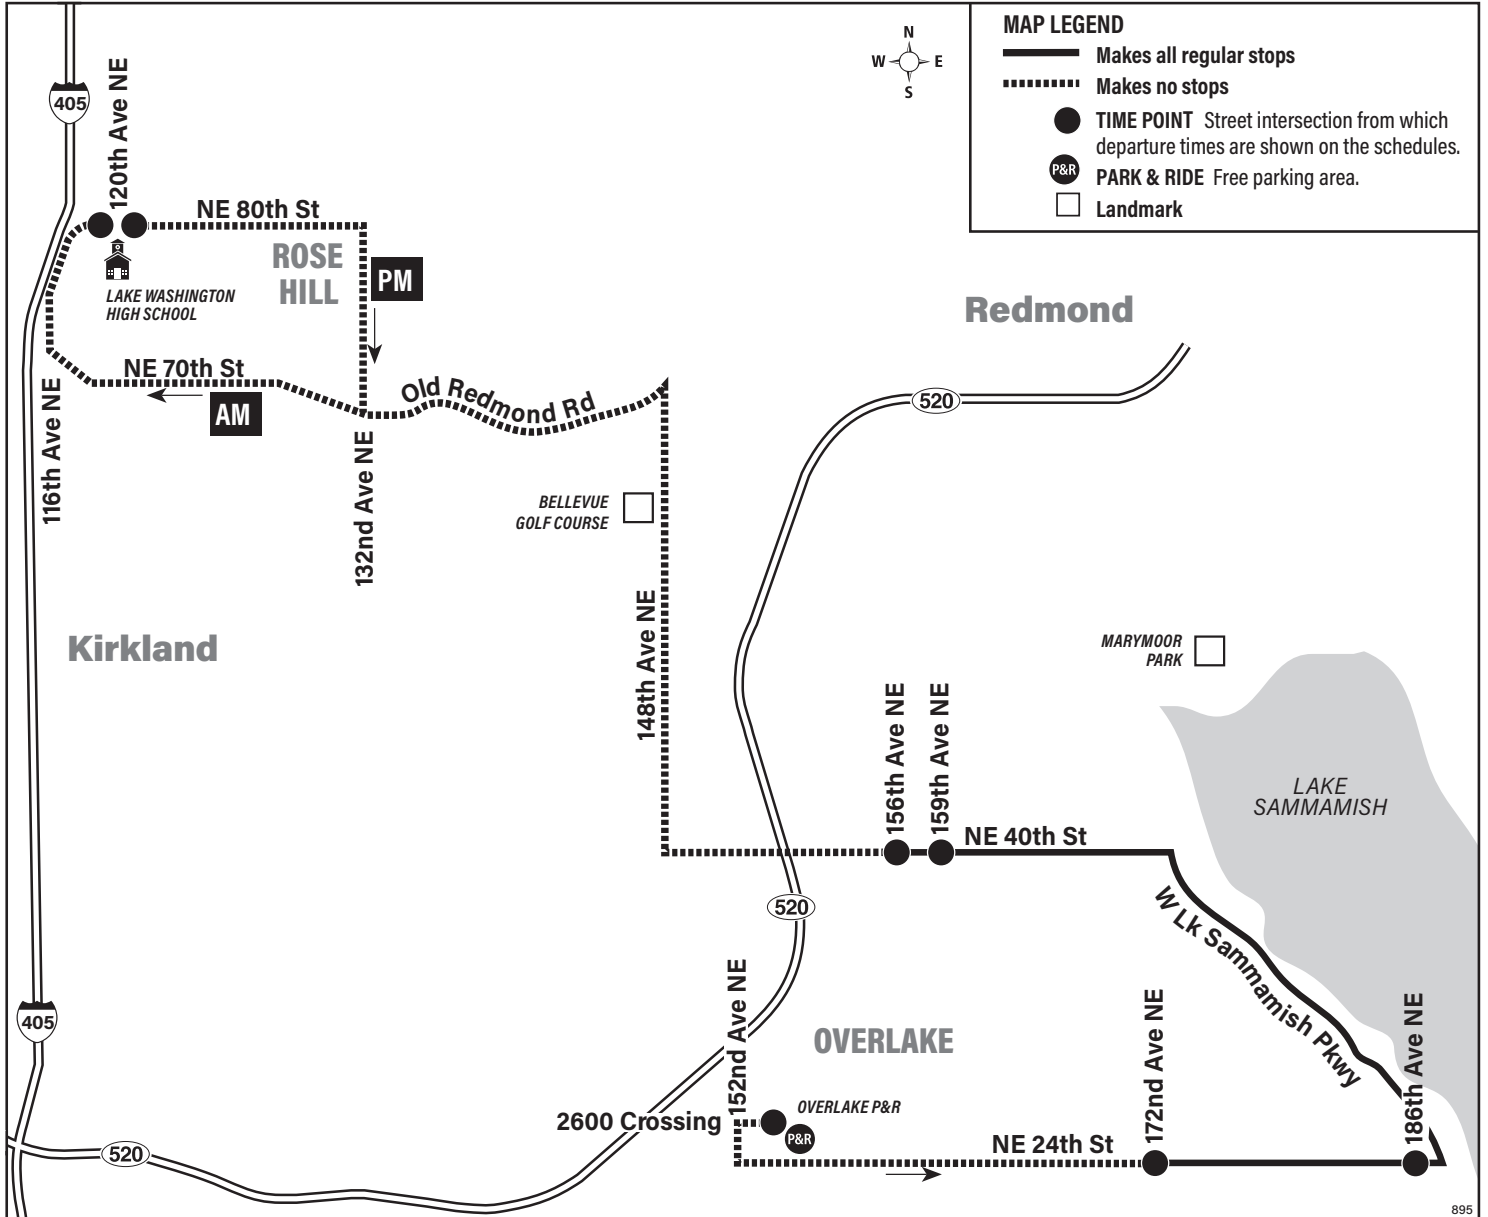 MAP LEGEND
Makes all regular stops
Makes no stops
TIME POINT Street intersection from which
departure times are shown on the schedules.
P&R
PARK & RIDE Free parking area.
Landmark
N
W
E
S
405
120th Ave NE
NE 80th St
ROSE
HILL
PM
LAKE WASHINGTON
HIGH SCHOOL
Redmond
NE 70th St
AM
Old Redmond Rd
520
116th Ave NE
132nd Ave NE
BELLEVUE
GOLF COURSE
148th Ave NE
Kirkland
MARYMOOR
PARK
156th Ave NE
159th Ave NE
NE 40th St
LAKE
SAMMAMISH
520
W Lk Sammamish Pkwy
405
152nd Ave NE
OVERLAKE
172nd Ave NE
186th Ave NE
2600 Crossing
OVERLAKE P&R
P&R
NE 24th St
520
895